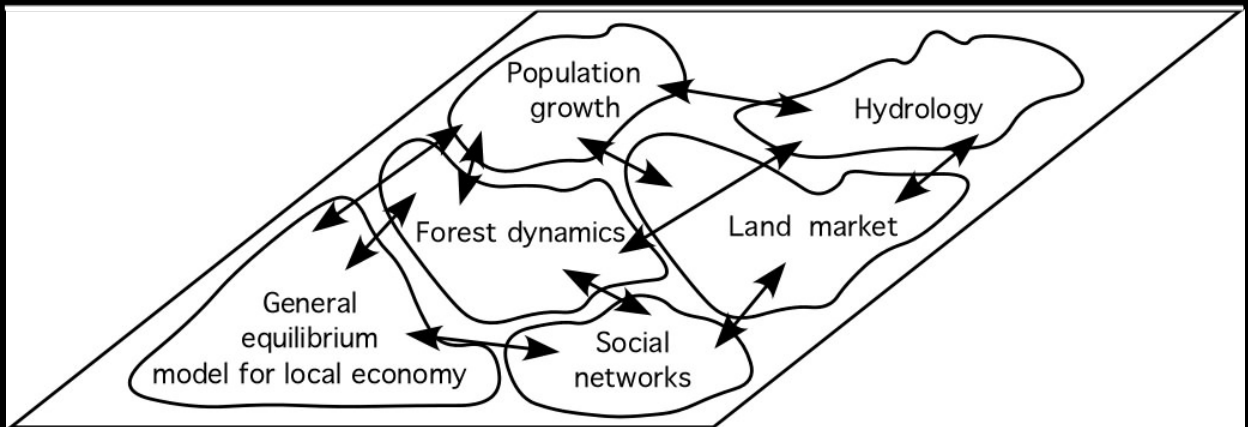 Population
growth
Hydrology
Forest dynamics
Land market
General
equilibrium
model for local economy
Social
networks